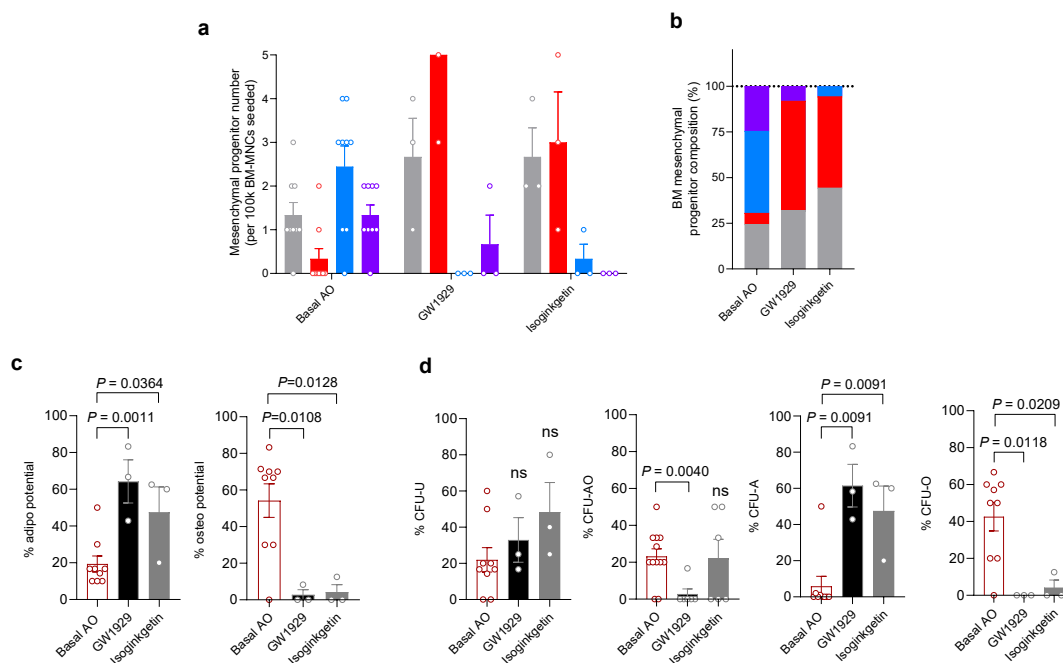 a
Mesenchymal progenitor number
(per 100k BM-MNCs seeded)
5
4
3
2
1
0
Basal AO
GW1929
Isoginkgetin
b
BM mesenchymal
progenitor composition (%)
100
75
50
25
0
Basal AO
GW1929
Isoginkgetin
c
% adipo potential
100
80
60
40
20
0
P = 0.0364
P = 0.0011
Basal AO
GW1929
Isoginkgetin
% osteo potential
100
80
60
40
20
0
P=0.0128
P=0.0108
Basal AO
GW1929
Isoginkgetin
d
% CFU-U
100
80
60
40
20
0
ns
ns
Basal AO
GW1929
Isoginkgetin
% CFU-AO
100
80
60
40
20
0
P = 0.0040
ns
Basal AO
GW1929
Isoginkgetin
% CFU-A
100
80
60
40
20
0
P = 0.0091
P = 0.0091
Basal AO
GW1929
Isoginkgetin
% CFU-O
100
80
60
40
20
0
P = 0.0209
P = 0.0118
Basal AO
GW1929
Isoginkgetin